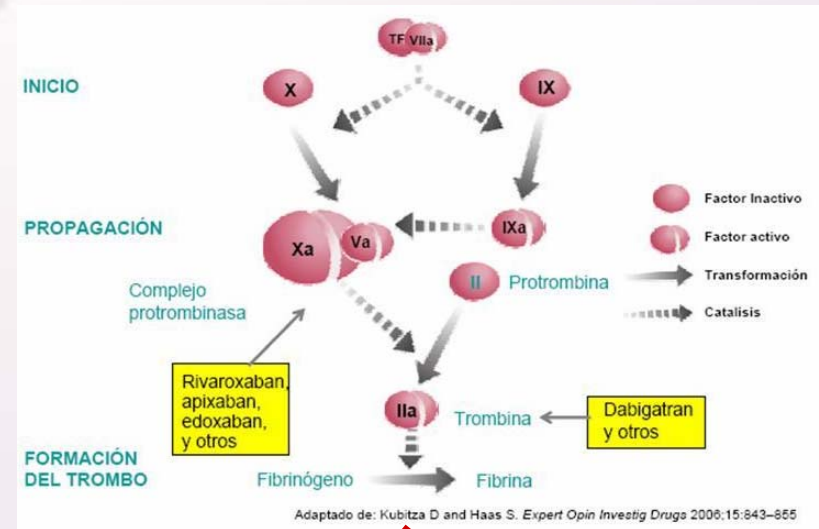 TF VIIa
INICIO
X
IX
PROPAGACIÓN
Xa
Va
IXa
Factor Inactivo
Factor activo
Transformación
Catalisis
II
Protrombina
Complejo
protrombinasa
Rivaroxaban,
apixaban,
edoxaban,
y otros
IIa
Trombina
Dabigatran
y otros
FORMACIÓN
DEL TROMBO
Fibrinógeno
Fibrina
Adaptado de: Kubitza D and Haas S. Expert Opin Investig Drugs 2006;15:843–855